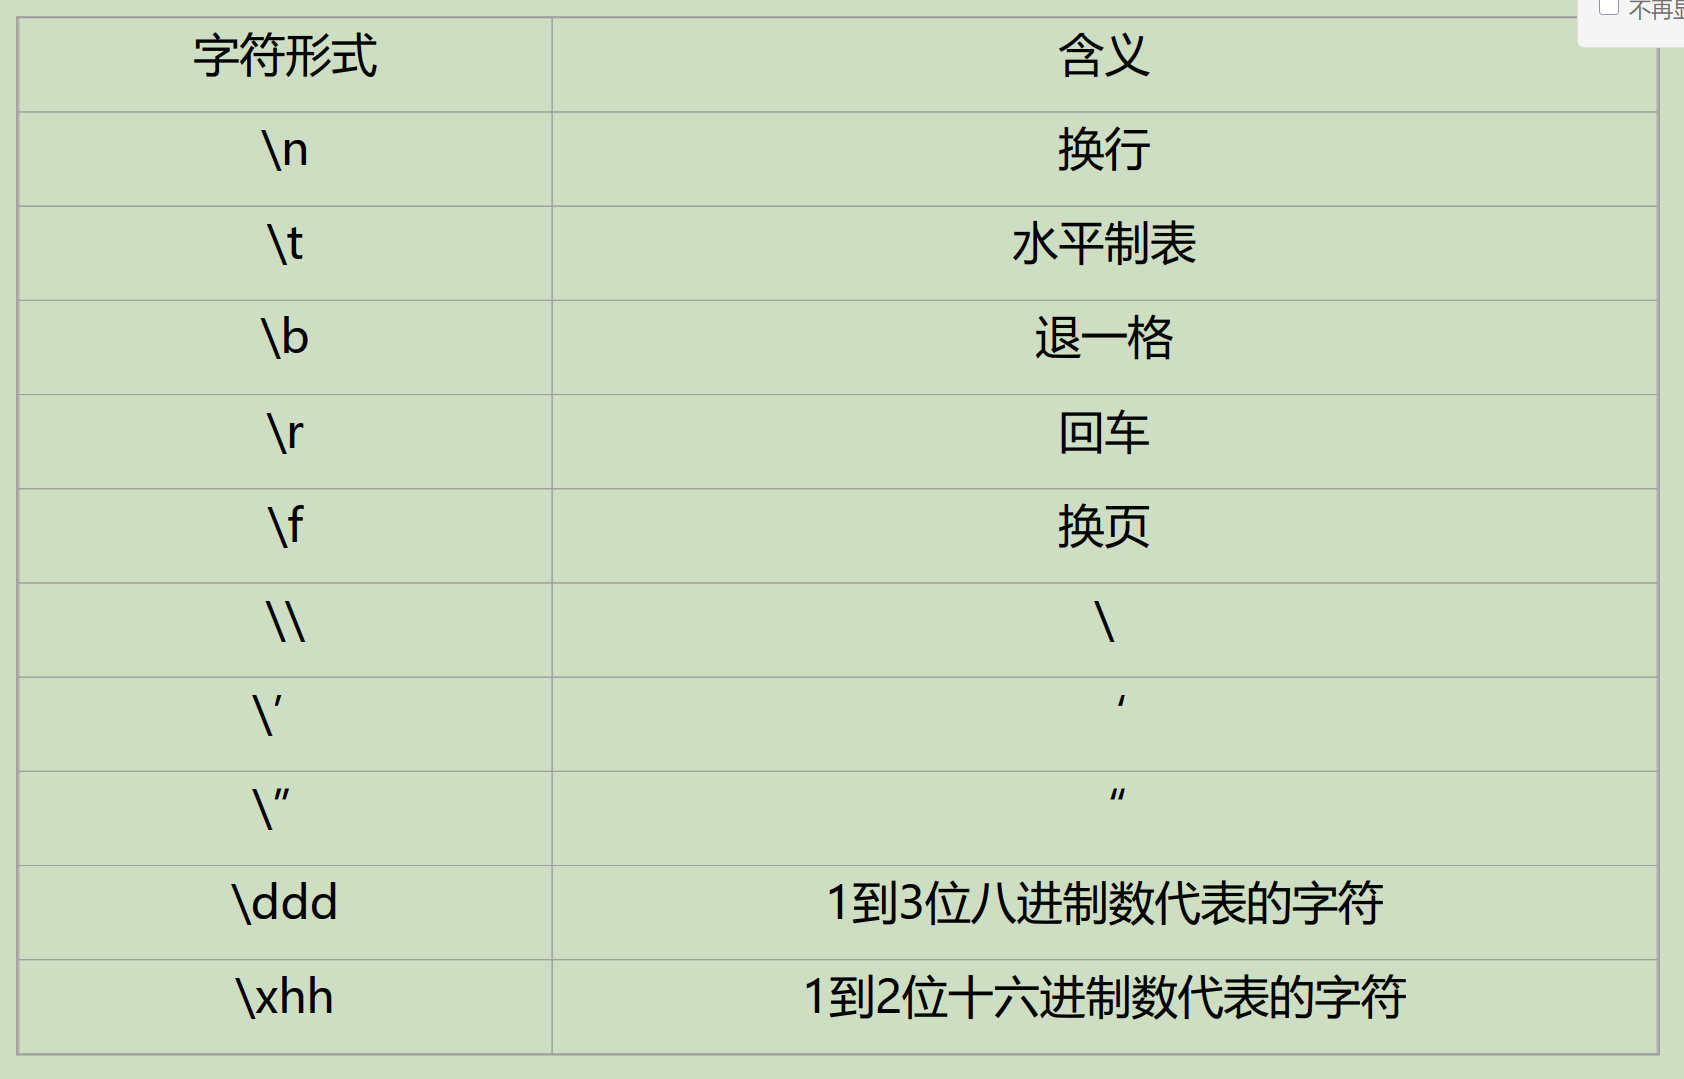 不再
字符形式 含义
\n 换行
\t 水平制表
\b 退一格
\r 回车
\f 换页
\\ \
\’ ‘
\” “
\ddd 1到3位八进制数代表的字符
\xhh 1到2位十六进制数代表的字符